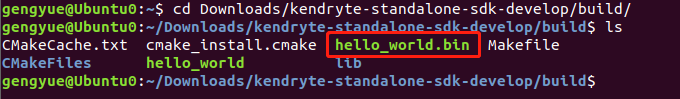 gengyue@Ubuntu0:~$ cd Downloads/kendryte-standalone-sdk-develop/build/
gengyue@Ubuntu0:~/Downloads/kendryte-standalone-sdk-develop/build$ ls
CMakeCache.txt cmake_install.cmake hello_world.bin Makefile
CMakeFiles hello_world lib
gengyue@Ubuntu0:~/Downloads/kendryte-standalone-sdk-develop/build$